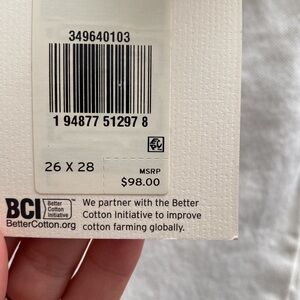 349640103
1 94877 51297 8
26 X 28
MSRP
$98.00
BCI Better Cotton Initiative
BetterCotton.org
We partner with the Better
Cotton Initiative to improve
cotton farming globally.